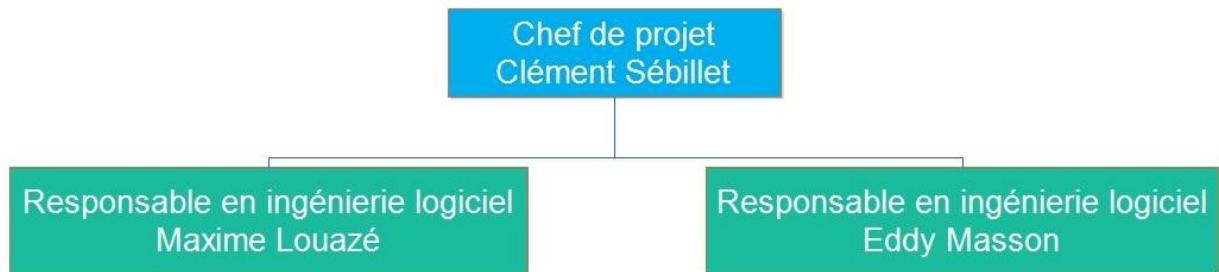 Chef de projet
Clément Sébillet
Responsable en ingénierie logiciel
Maxime Louazé
Responsable en ingénierie logiciel
Eddy Masson